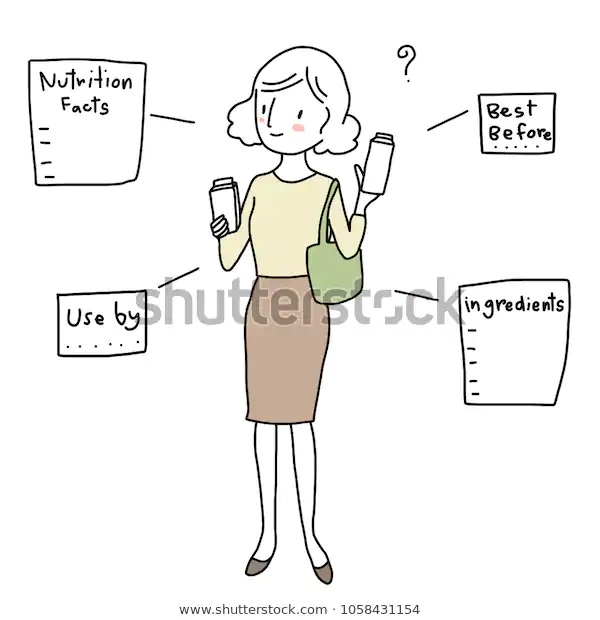 Nutrition
Facts
?
Best
Before
Use by
ingredients
shutterstock
www.shutterstock.com · 1058431154